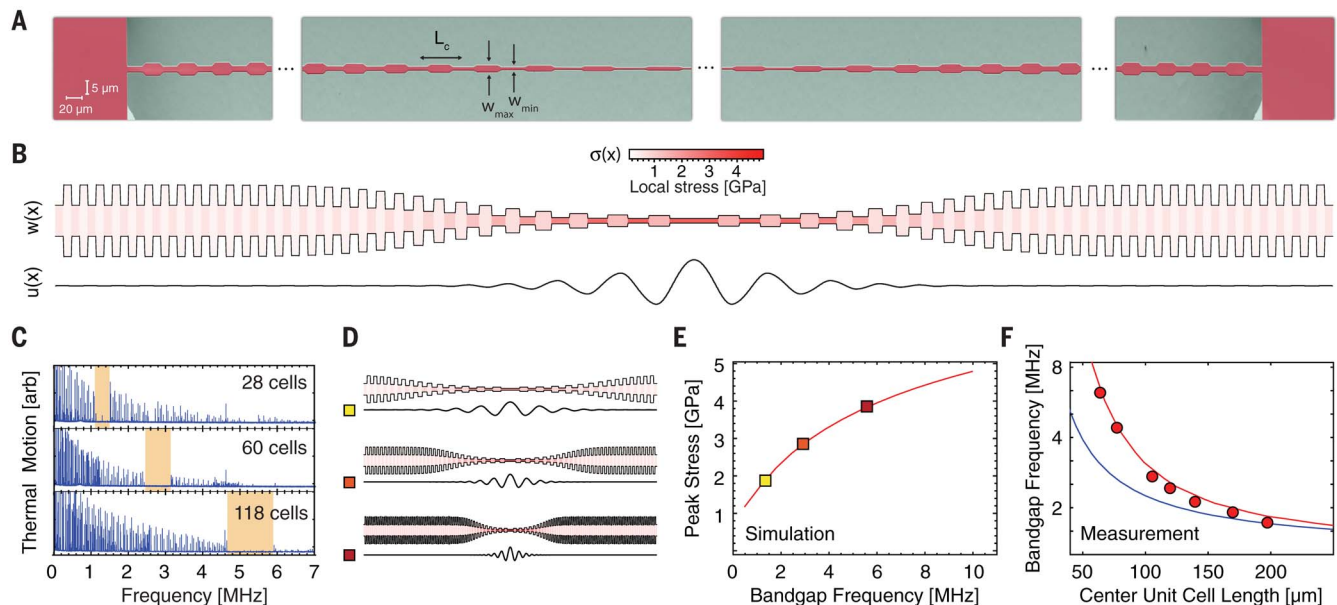 A
5 µm
20 µm
L_c
w_max
w_min
...
...
...
B
σ(x)
1 2 3 4
Local stress [GPa]
w(x)
u(x)
C
Thermal Motion [arb]
28 cells
60 cells
118 cells
0 1 2 3 4 5 6 7
Frequency [MHz]
D
E
Peak Stress [GPa]
5
4
3
2
1
Simulation
0 2 4 6 8 10
Bandgap Frequency [MHz]
F
Bandgap Frequency [MHz]
8
4
2
Measurement
50 100 150 200
Center Unit Cell Length [µm]